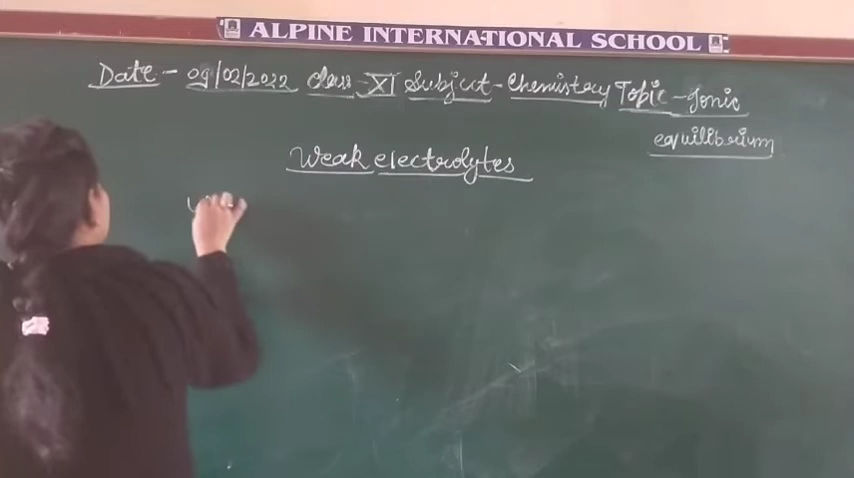 ALPINE INTERNATIONAL SCHOOL
Date - 09/02/2022 Class - XI Subject - Chemistry Topic - Ionic
equilibrium
Weak electrolytes